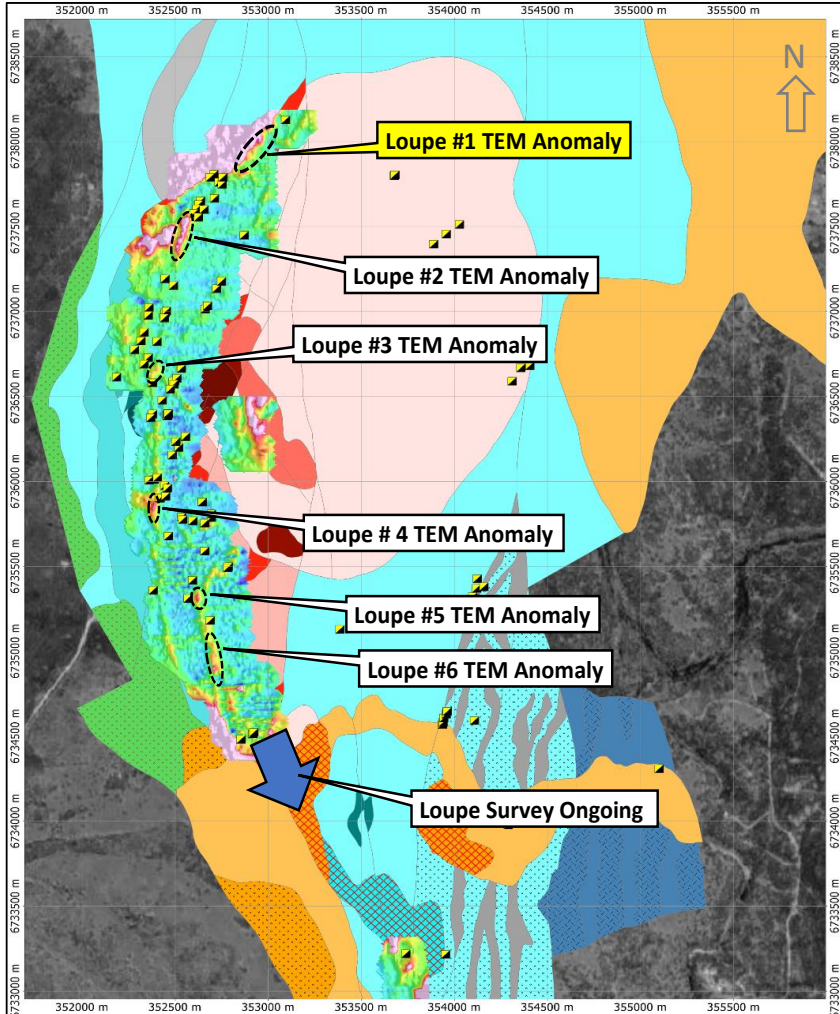 352000 m 352500 m 353000 m 353500 m 354000 m 354500 m 355000 m 355500 m
6738500 m 6738500 m
N
6738000 m 6738000 m
Loupe #1 TEM Anomaly
6737500 m 6737500 m
Loupe #2 TEM Anomaly
6737000 m 6737000 m
Loupe #3 TEM Anomaly
6736500 m 6736500 m
6736000 m 6736000 m
Loupe # 4 TEM Anomaly
6735500 m 6735500 m
Loupe #5 TEM Anomaly
6735000 m 6735000 m
Loupe #6 TEM Anomaly
6734500 m 6734500 m
Loupe Survey Ongoing
6734000 m 6734000 m
6733500 m 6733500 m
6733000 m 6733000 m
352000 m 352500 m 353000 m 353500 m 354000 m 354500 m 355000 m 355500 m